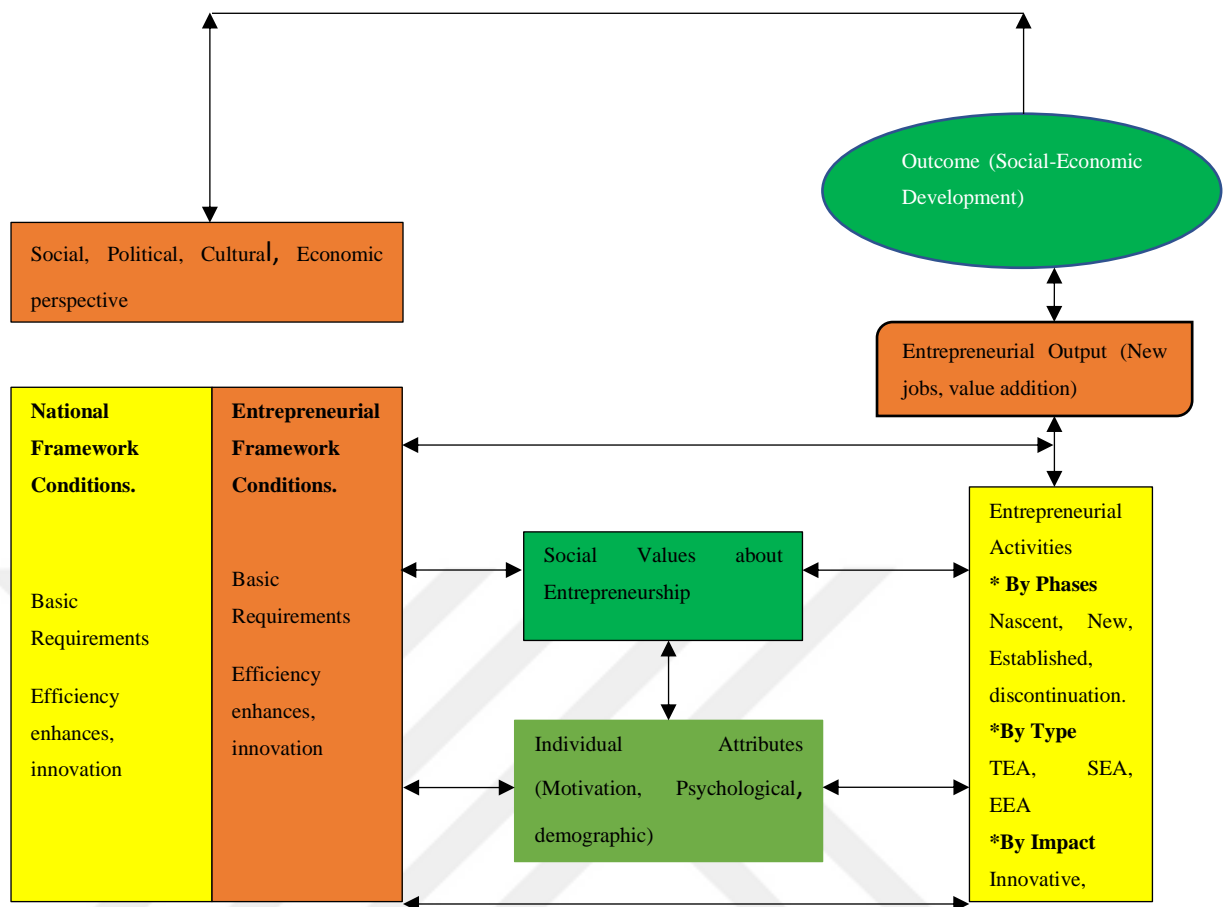 Outcome (Social-Economic
Development)
Social, Political, Cultural, Economic
perspective
Entrepreneurial Output (New
jobs, value addition)
National
Framework
Conditions.
Basic
Requirements
Efficiency
enhances,
innovation
Entrepreneurial
Framework
Conditions.
Basic
Requirements
Efficiency
enhances,
innovation
Social Values about
Entrepreneurship
Individual Attributes
(Motivation, Psychological,
demographic)
Entrepreneurial
Activities
* By Phases
Nascent, New,
Established,
discontinuation.
*By Type
TEA, SEA,
EEA
*By Impact
Innovative,